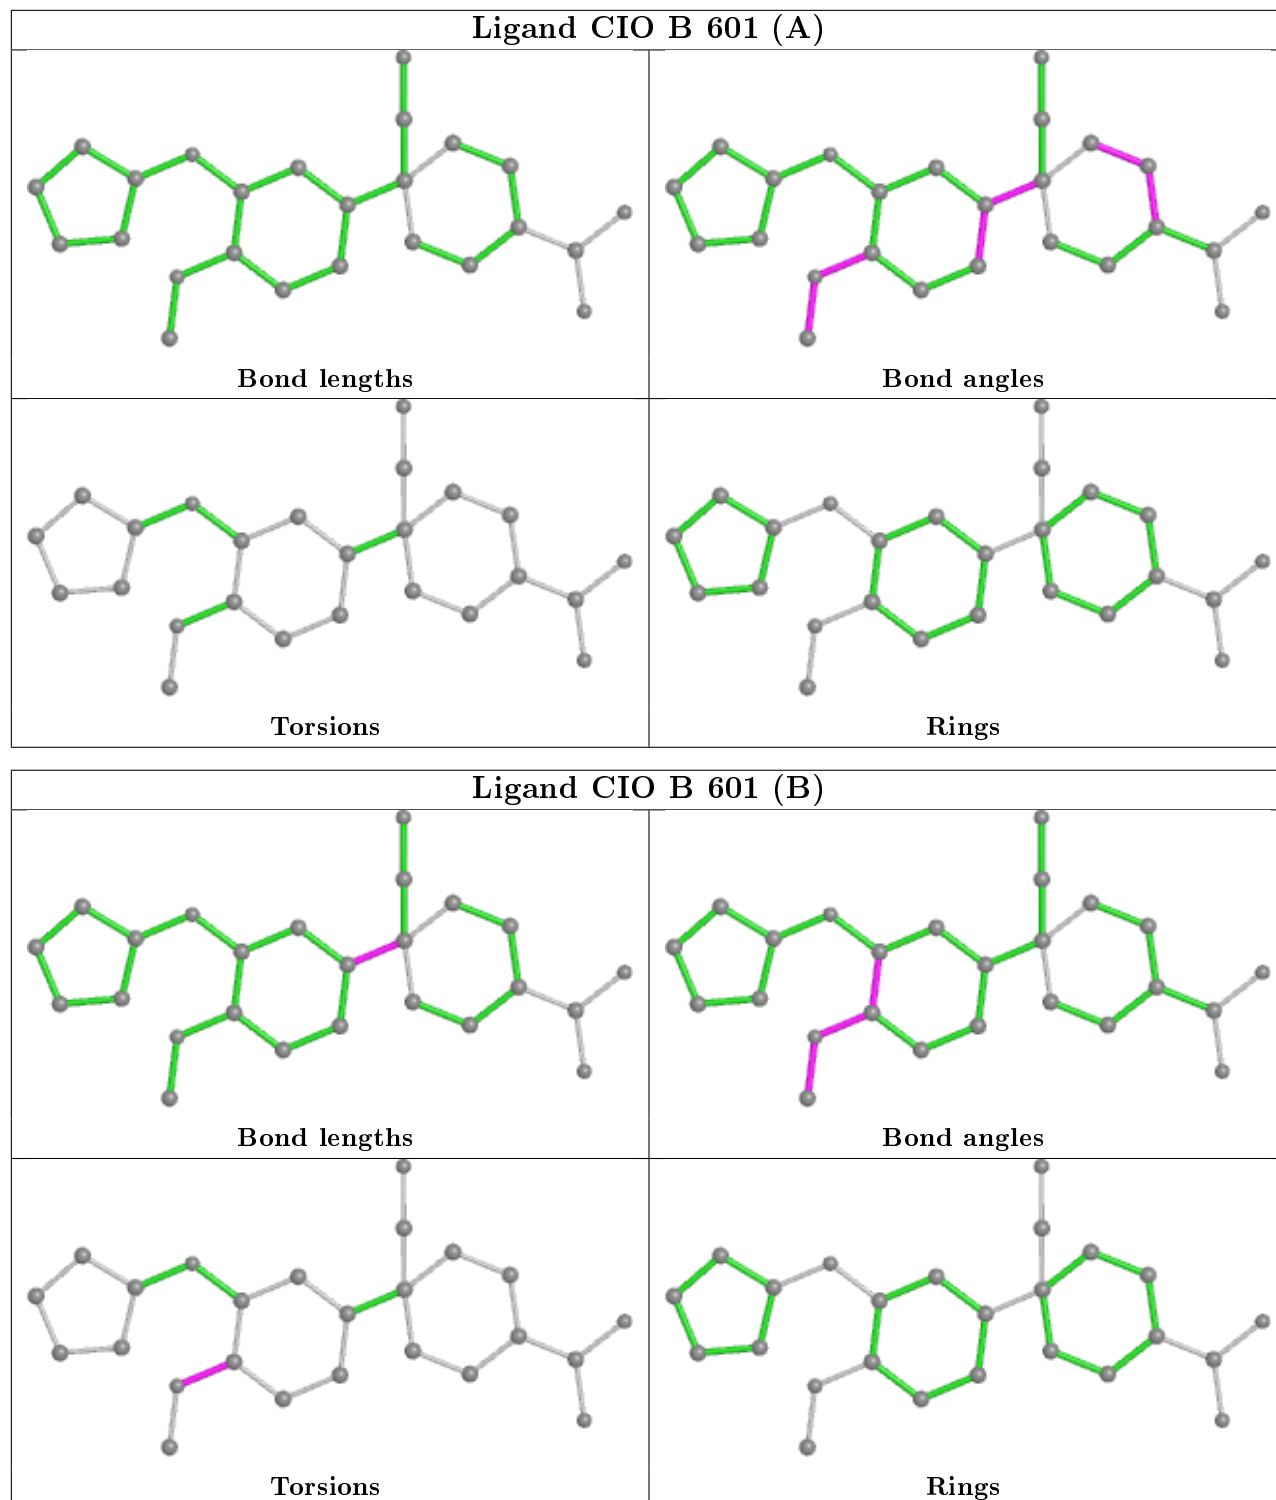 Ligand CIO B 601 (A)
Bond lengths
Bond angles
Torsions
Rings
Ligand CIO B 601 (B)
Bond lengths
Bond angles
Torsions
Rings